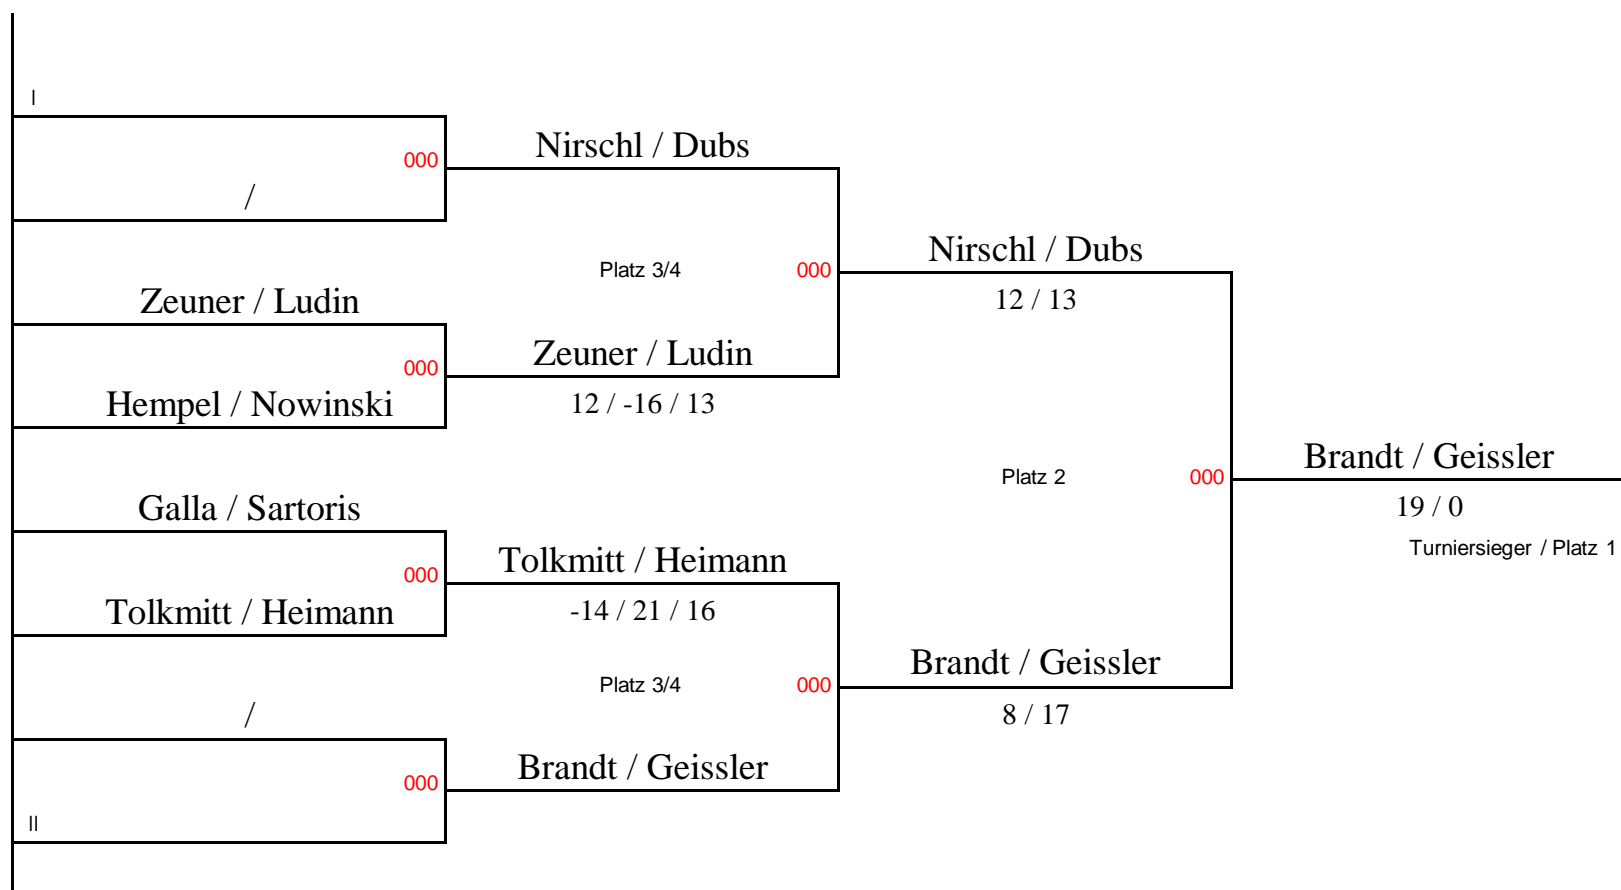 I
Nirschl / Dubs
000
/
Nirschl / Dubs
Platz 3/4
000
Zeuner / Ludin
12 / 13
Zeuner / Ludin
000
Hempel / Nowinski
12 / -16 / 13
Brandt / Geissler
Platz 2
000
Galla / Sartoris
19 / 0
Turniersieger / Platz 1
Tolkmitt / Heimann
000
Tolkmitt / Heimann
-14 / 21 / 16
Brandt / Geissler
Platz 3/4
000
/
8 / 17
Brandt / Geissler
000
II